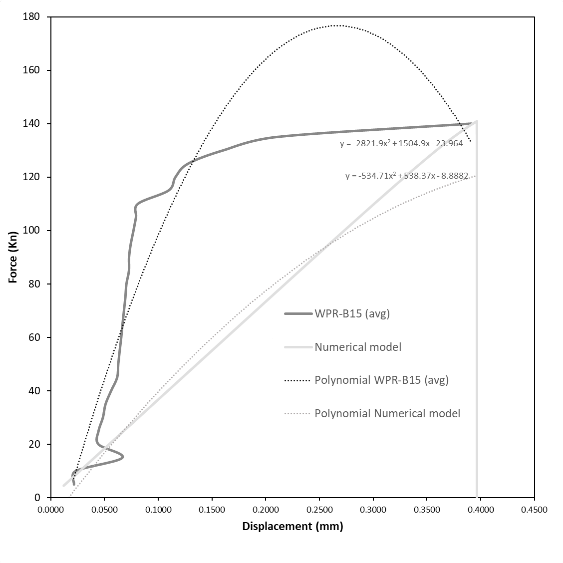 180
160
140
120
100
80
60
40
20
0
Force (Kn)
y = -2821.9x² + 1504.9x - 23.964
y = -534.71x² + 538.37x - 8.8882
WPR-B15 (avg)
Numerical model
Polynomial WPR-B15 (avg)
Polynomial Numerical model
0.0000 0.0500 0.1000 0.1500 0.2000 0.2500 0.3000 0.3500 0.4000 0.4500
Displacement (mm)